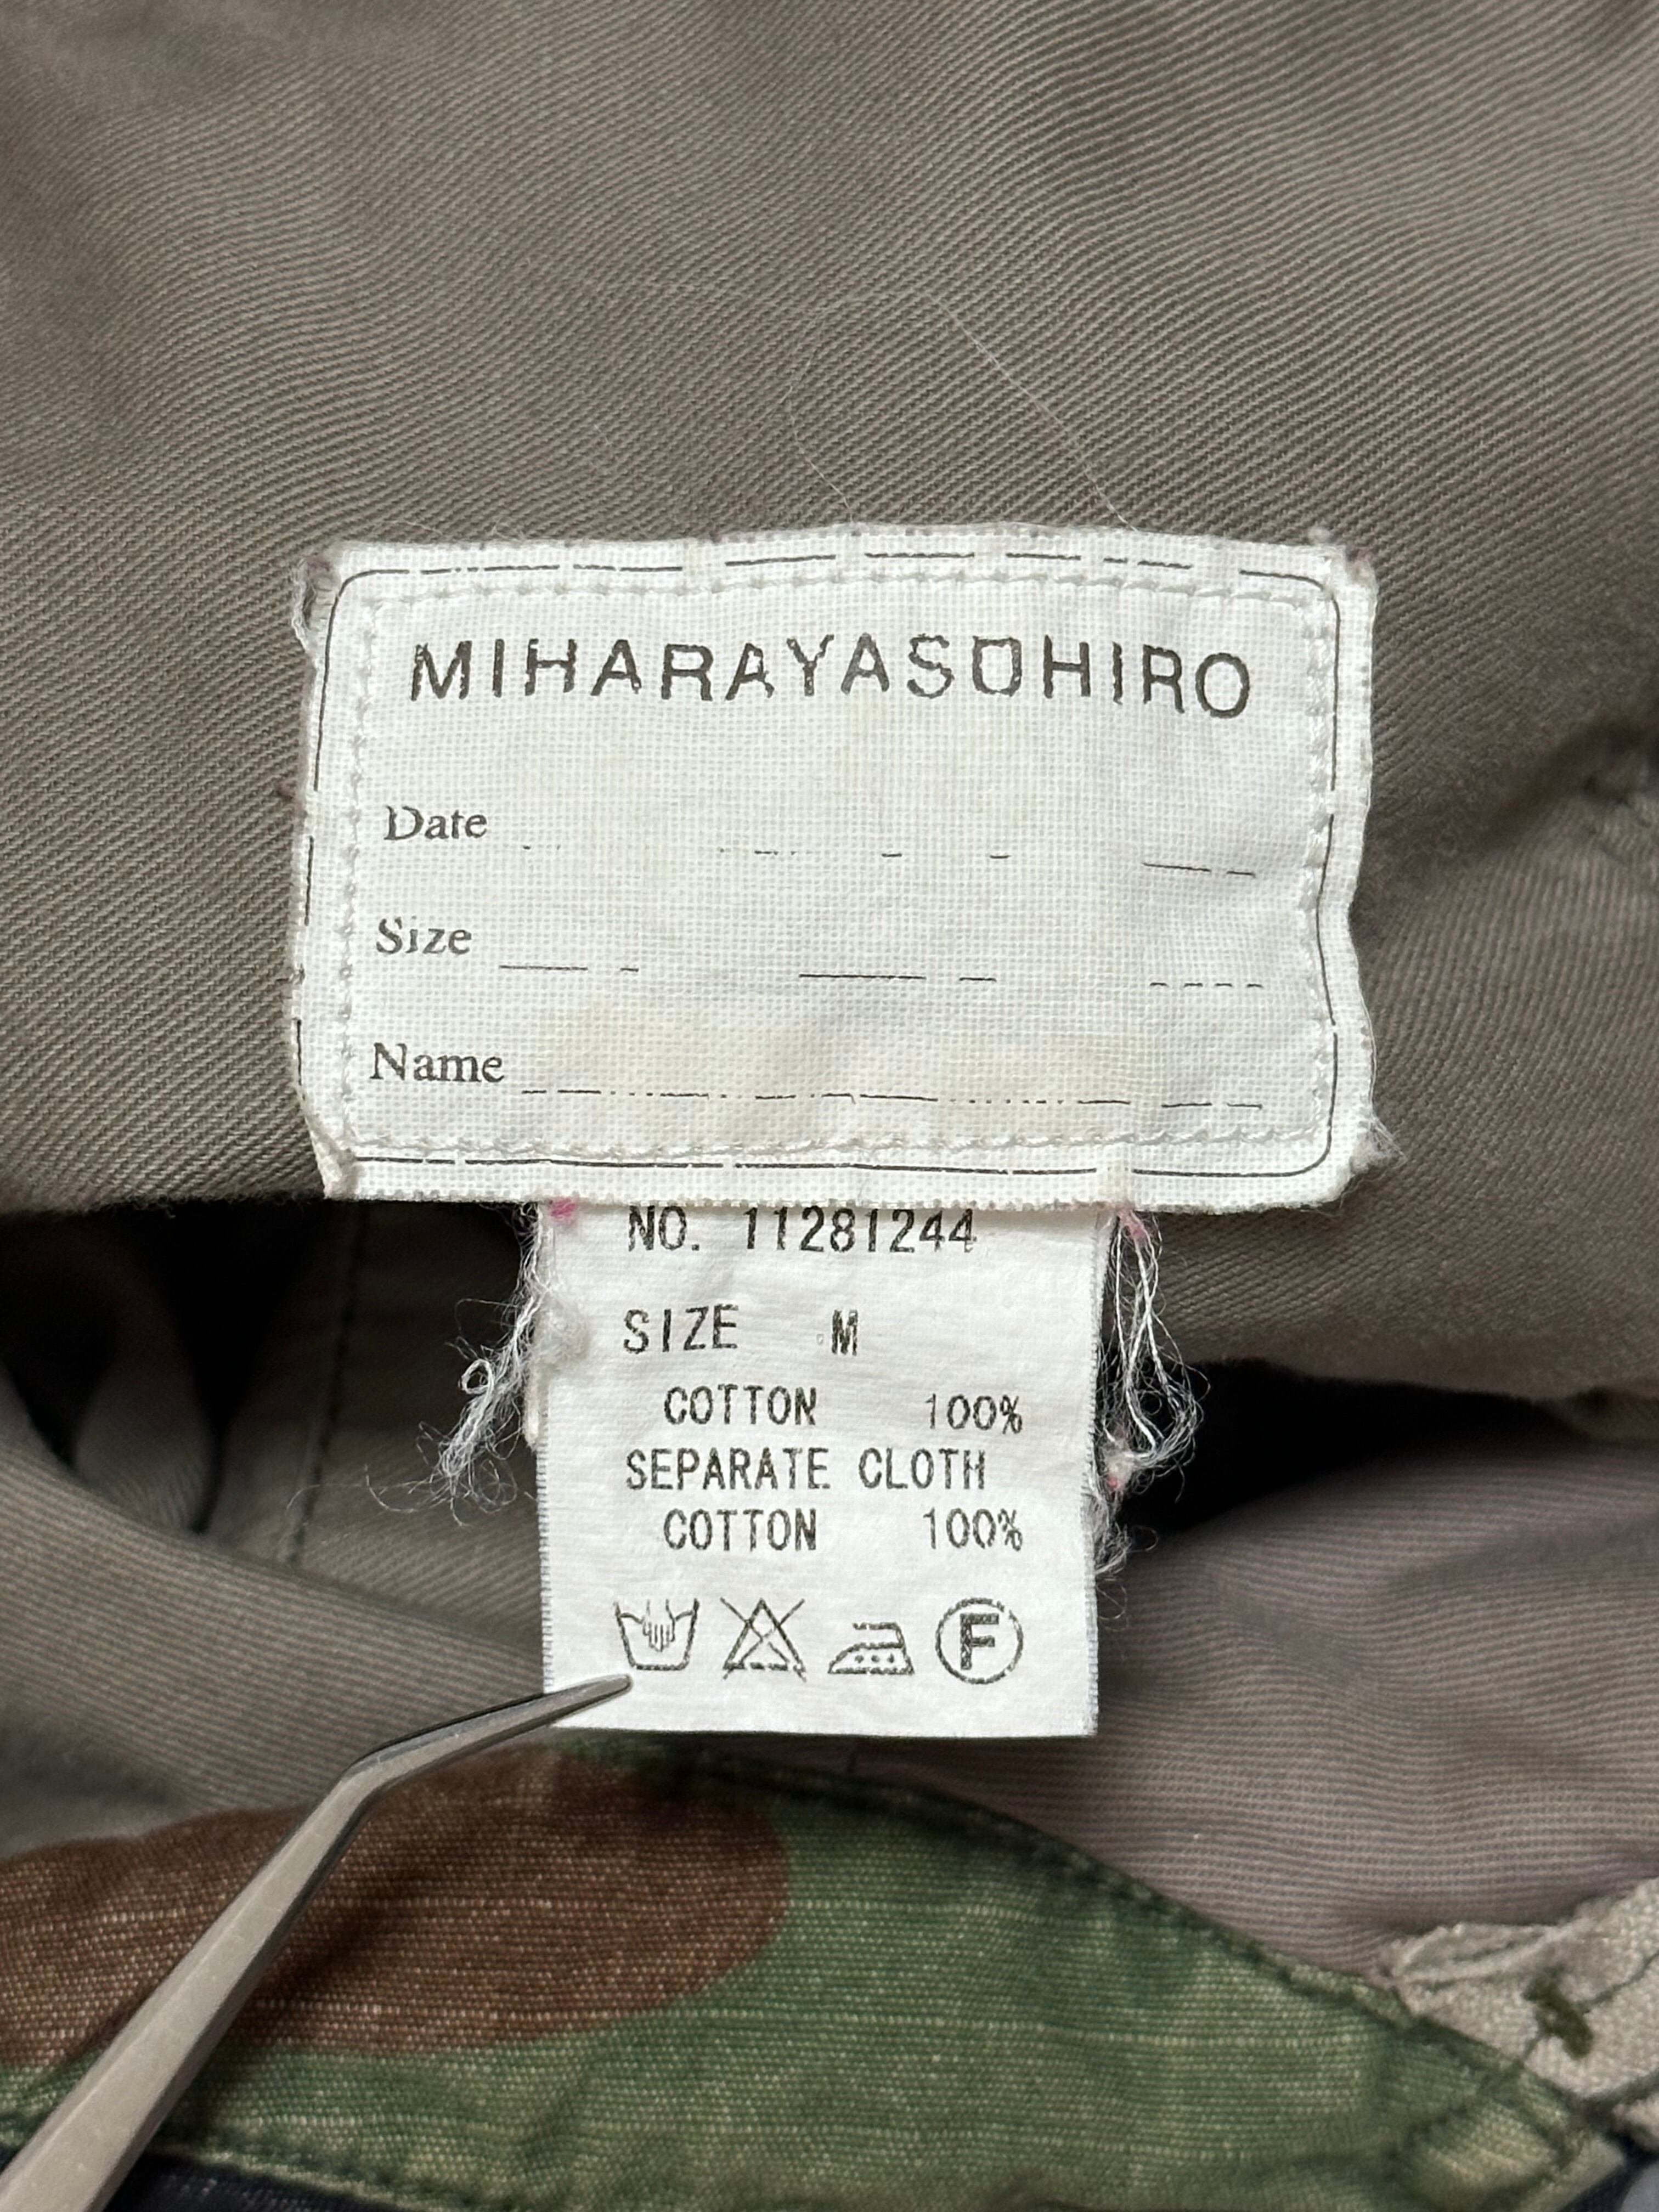 MIHARAYASUHIRO
Date
Size
Name
NO. 11281244
SIZE M
COTTON 100%
SEPARATE CLOTH
COTTON 100%
F